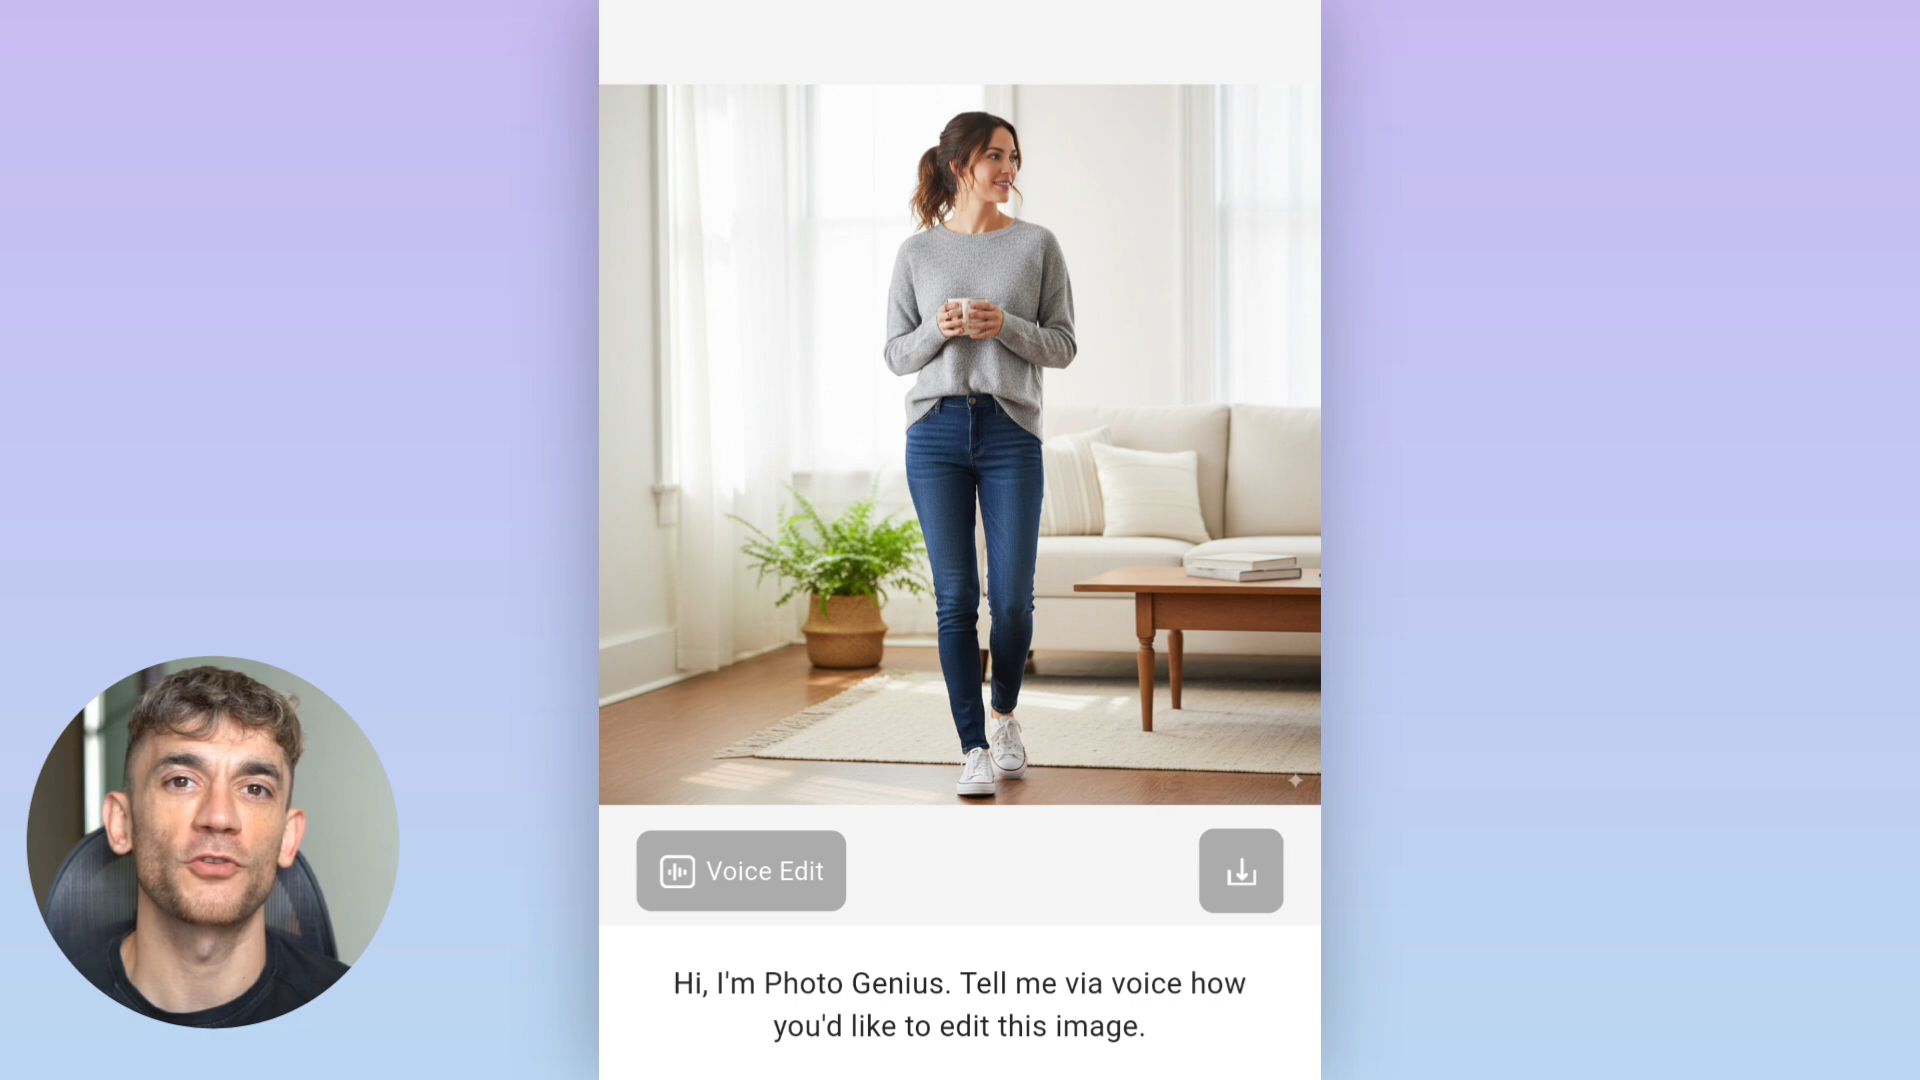 Voice Edit
Hi, I'm Photo Genius. Tell me via voice how
you'd like to edit this image.